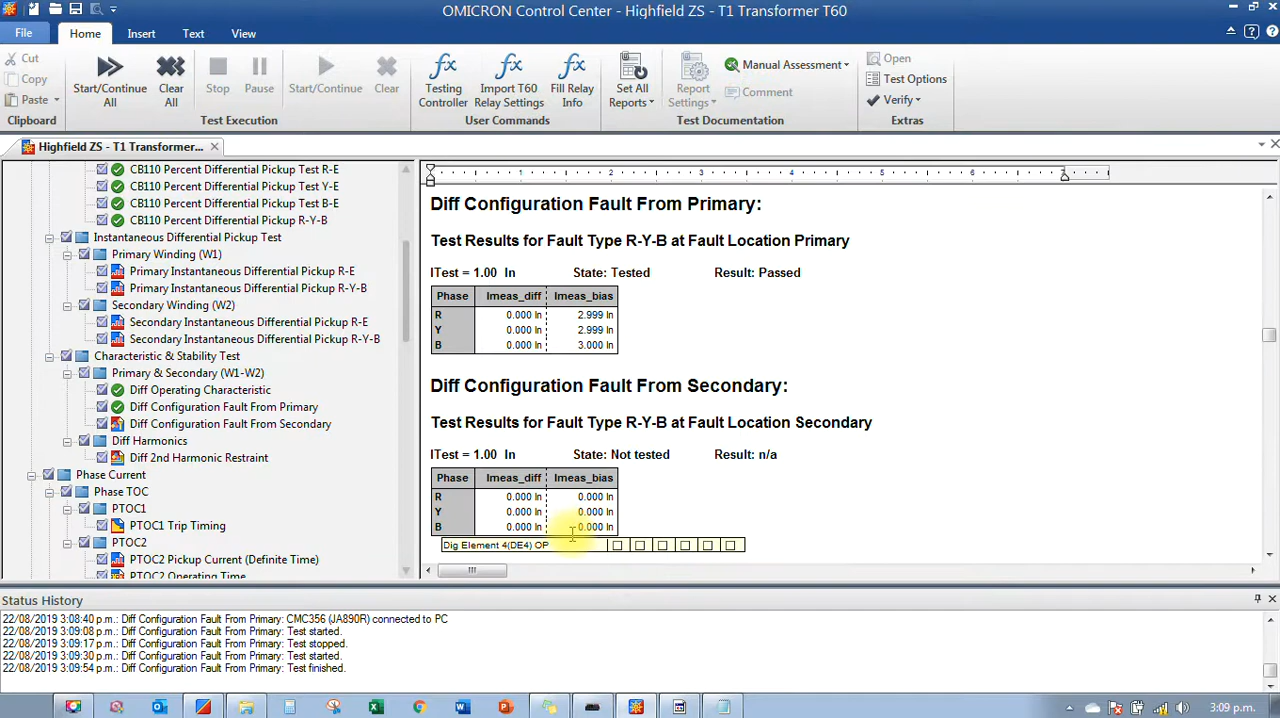 OMICRON Control Center - Highfield ZS - T1 Transformer T60
File
Home
Insert
Text
View
Cut
Copy
Paste
Clipboard
Start/Continue All
Clear All
Stop
Pause
Start/Continue
Clear
Test Execution
Testing Controller
Import T60 Relay Settings
Fill Relay Info
User Commands
Set All Reports
Report Settings
Manual Assessment
Comment
Test Documentation
Open
Test Options
Verify
Extras
Highfield ZS - T1 Transformer...
CB110 Percent Differential Pickup Test R-E
CB110 Percent Differential Pickup Test Y-E
CB110 Percent Differential Pickup Test B-E
CB110 Percent Differential Pickup R-Y-B
Instantaneous Differential Pickup Test
Primary Winding (W1)
Primary Instantaneous Differential Pickup R-E
Primary Instantaneous Differential Pickup R-Y-B
Secondary Winding (W2)
Secondary Instantaneous Differential Pickup R-E
Secondary Instantaneous Differential Pickup R-Y-B
Characteristic & Stability Test
Primary & Secondary (W1-W2)
Diff Operating Characteristic
Diff Configuration Fault From Primary
Diff Configuration Fault From Secondary
Diff Harmonics
Diff 2nd Harmonic Restraint
Phase Current
Phase TOC
PTOC1
PTOC1 Trip Timing
PTOC2
PTOC2 Pickup Current (Definite Time)
PTOC2 Operating Time
1 2 3 4 5 6 7
Diff Configuration Fault From Primary:
Test Results for Fault Type R-Y-B at Fault Location Primary
ITest = 1.00 In State: Tested Result: Passed
Phase Imeas_diff Imeas_bias
R 0.000 In 2.999 In
Y 0.000 In 2.999 In
B 0.000 In 3.000 In
Diff Configuration Fault From Secondary:
Test Results for Fault Type R-Y-B at Fault Location Secondary
ITest = 1.00 In State: Not tested Result: n/a
Phase Imeas_diff Imeas_bias
R 0.000 In 0.000 In
Y 0.000 In 0.000 In
B 0.000 In 0.000 In
Dig Element 4(DE4) OP
Status History
22/08/2019 3:08:40 p.m.: Diff Configuration Fault From Primary: CMC356 (JA890R) connected to PC
22/08/2019 3:09:08 p.m.: Diff Configuration Fault From Primary: Test started.
22/08/2019 3:09:17 p.m.: Diff Configuration Fault From Primary: Test stopped.
22/08/2019 3:09:30 p.m.: Diff Configuration Fault From Primary: Test started.
22/08/2019 3:09:54 p.m.: Diff Configuration Fault From Primary: Test finished.
3:09 p.m.